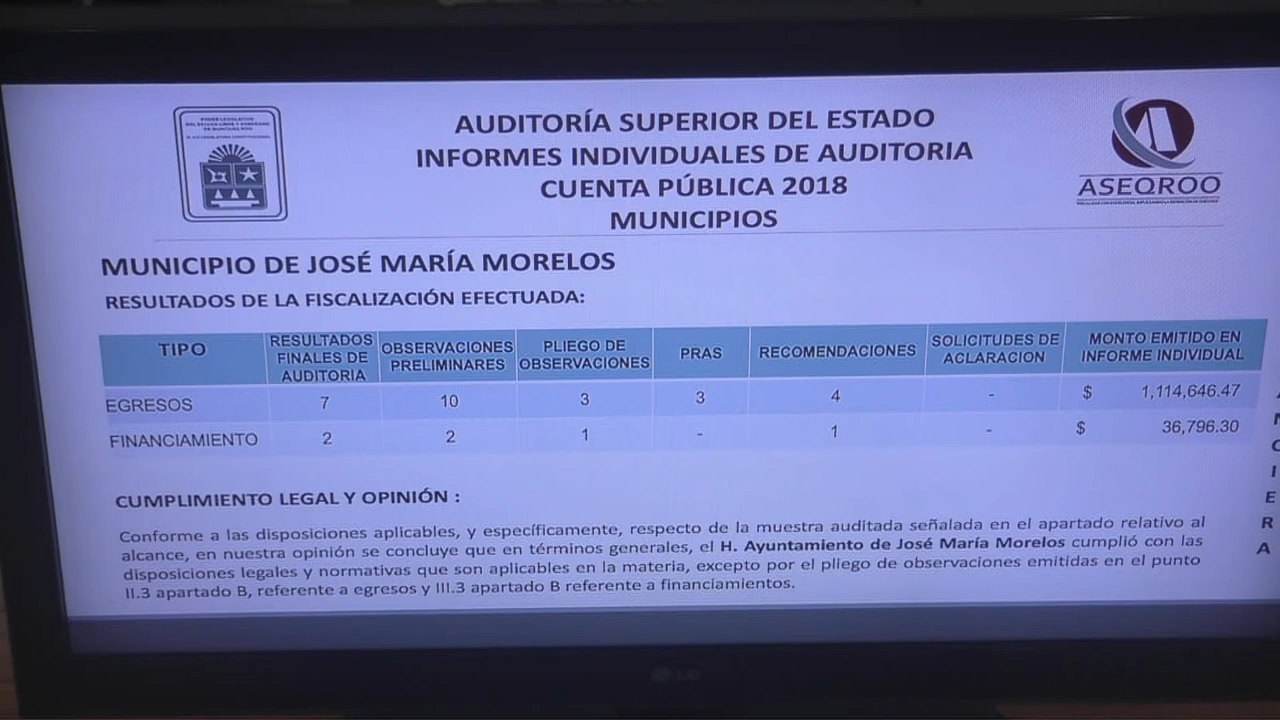 AUDITORÍA SUPERIOR DEL ESTADO
INFORMES INDIVIDUALES DE AUDITORIA
CUENTA PÚBLICA 2018
MUNICIPIOS
ASEQROO
MUNICIPIO DE JOSÉ MARÍA MORELOS
RESULTADOS DE LA FISCALIZACIÓN EFECTUADA:
TIPO RESULTADOS FINALES DE AUDITORIA OBSERVACIONES PRELIMINARES PLIEGO DE OBSERVACIONES PRAS RECOMENDACIONES SOLICITUDES DE ACLARACION MONTO EMITIDO EN INFORME INDIVIDUAL
EGRESOS 7 10 3 3 4 - $ 1,114,646.47
FINANCIAMIENTO 2 2 1 - 1 - $ 36,796.30
CUMPLIMIENTO LEGAL Y OPINIÓN :
Conforme a las disposiciones aplicables, y específicamente, respecto de la muestra auditada señalada en el apartado relativo al
alcance, en nuestra opinión se concluye que en términos generales, el H. Ayuntamiento de José María Morelos cumplió con las
disposiciones legales y normativas que son aplicables en la materia, excepto por el pliego de observaciones emitidas en el punto
II.3 apartado B, referente a egresos y III.3 apartado B referente a financiamientos.
LG